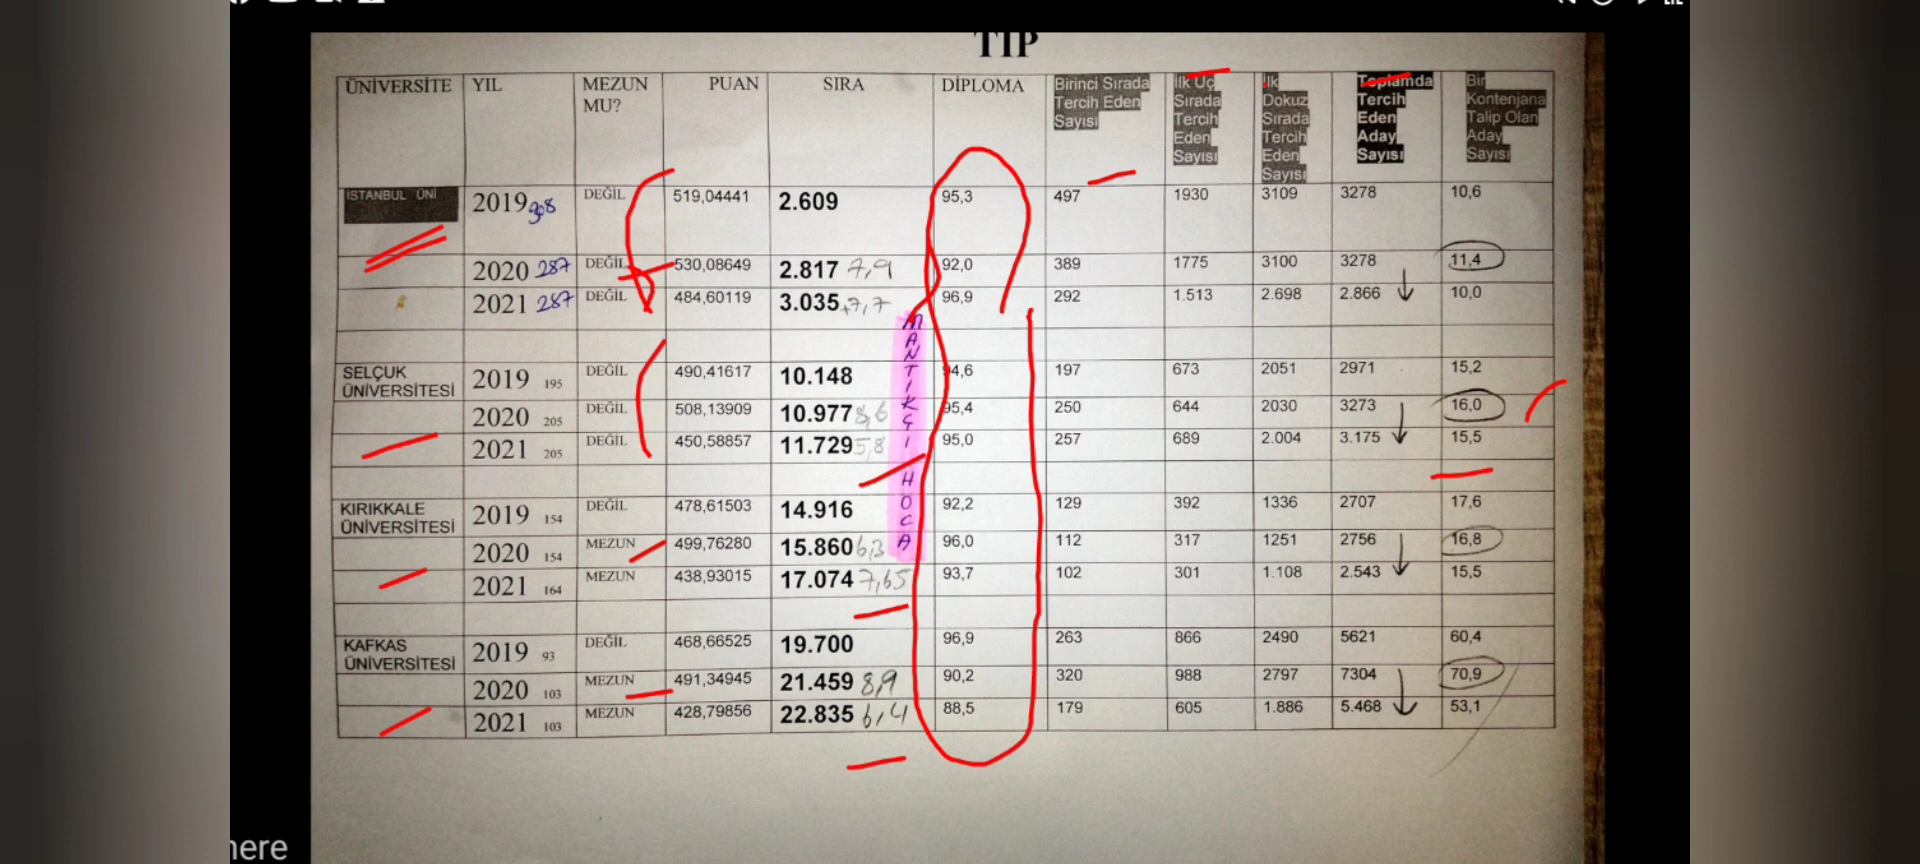 TIP
ÜNİVERSİTE YIL MEZUN MU? PUAN SIRA DİPLOMA Birinci Sırada Tercih Eden Sayısı İlk Üç Sırada Tercih Eden Sayısı İlk Dokuz Sırada Tercih Eden Sayısı Toplamda Tercih Eden Aday Sayısı Bir Kontenjana Talip Olan Aday Sayısı
İSTANBUL ÜNİ 2019 308 DEĞİL 519,04441 2.609 95,3 497 1930 3109 3278 10,6
2020 287 DEĞİL 530,08649 2.817 7,9 92,0 389 1775 3100 3278 11,4
2021 287 DEĞİL 484,60119 3.035 +7,7 96,9 292 1.513 2.698 2.866 10,0
MANTIKÇI HOCA
SELÇUK ÜNİVERSİTESİ 2019 195 DEĞİL 490,41617 10.148 94,6 197 673 2051 2971 15,2
2020 205 DEĞİL 508,13909 10.977 8,6 95,4 250 644 2030 3273 16,0
2021 205 DEĞİL 450,58857 11.729 5,8 95,0 257 689 2.004 3.175 15,5
KIRIKKALE ÜNİVERSİTESİ 2019 154 DEĞİL 478,61503 14.916 92,2 129 392 1336 2707 17,6
2020 154 MEZUN 499,76280 15.860 6,3 96,0 112 317 1251 2756 16,8
2021 164 MEZUN 438,93015 17.074 7,65 93,7 102 301 1.108 2.543 15,5
KAFKAS ÜNİVERSİTESİ 2019 93 DEĞİL 468,66525 19.700 96,9 263 866 2490 5621 60,4
2020 103 MEZUN 491,34945 21.459 8,9 90,2 320 988 2797 7304 70,9
2021 103 MEZUN 428,79856 22.835 6,4 88,5 179 605 1.886 5.468 53,1
here